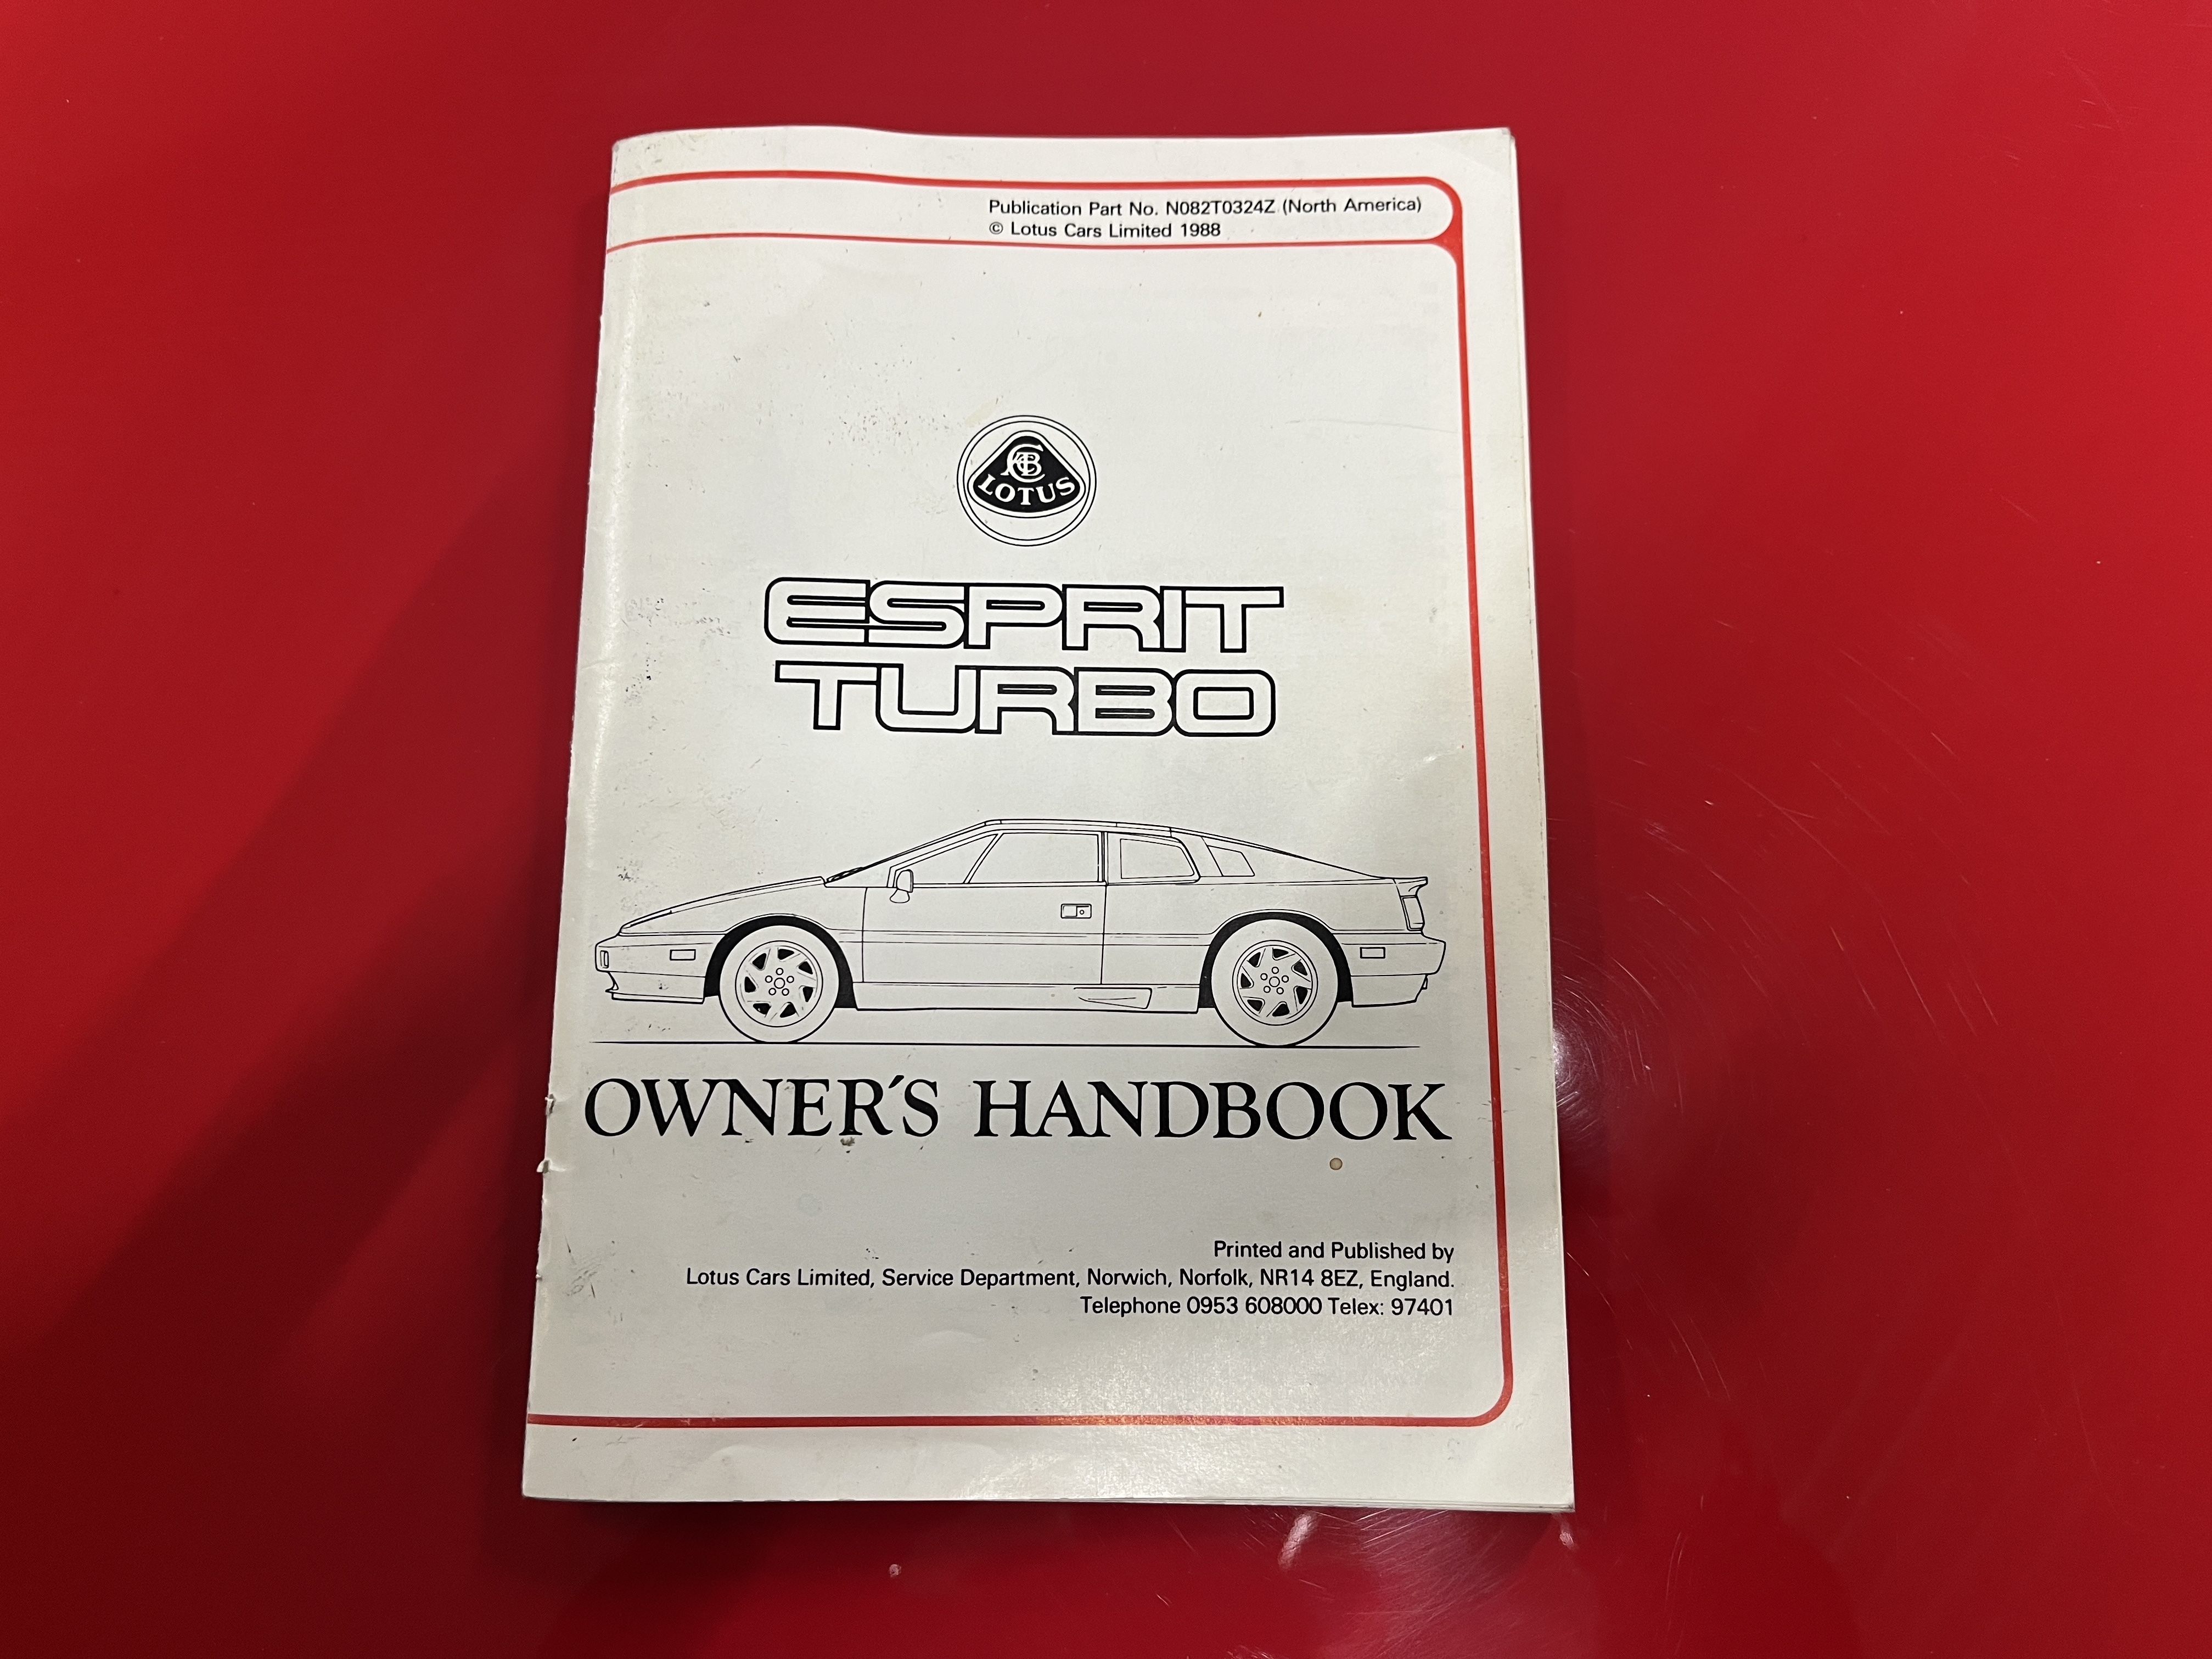 Publication Part No. N082T0324Z (North America)
© Lotus Cars Limited 1988
ACBC
LOTUS
ESPRIT
TURBO
OWNER´S HANDBOOK
Printed and Published by
Lotus Cars Limited, Service Department, Norwich, Norfolk, NR14 8EZ, England.
Telephone 0953 608000 Telex: 97401